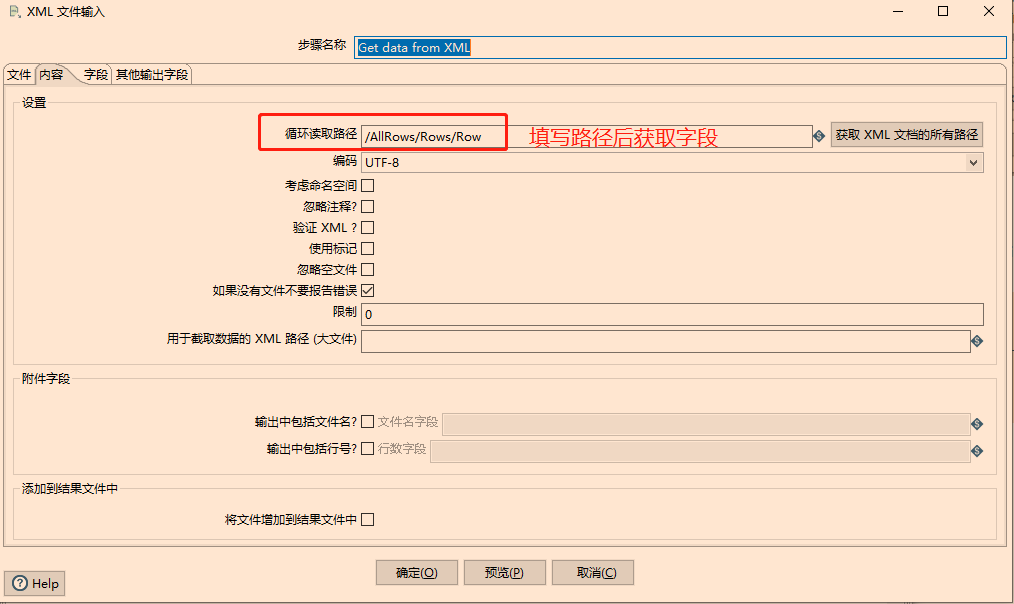 XML 文件输入
步骤名称 Get data from XML
文件 内容 字段 其他输出字段
设置
循环读取路径 /AllRows/Rows/Row 填写路径后获取字段 获取 XML 文档的所有路径
编码 UTF-8
考虑命名空间
忽略注释?
验证 XML ?
使用标记
忽略空文件
如果没有文件不要报告错误
限制 0
用于截取数据的 XML 路径 (大文件)
附件字段
输出中包括文件名? 文件名字段
输出中包括行号? 行数字段
添加到结果文件中
将文件增加到结果文件中
确定(O) 预览(P) 取消(C)
Help